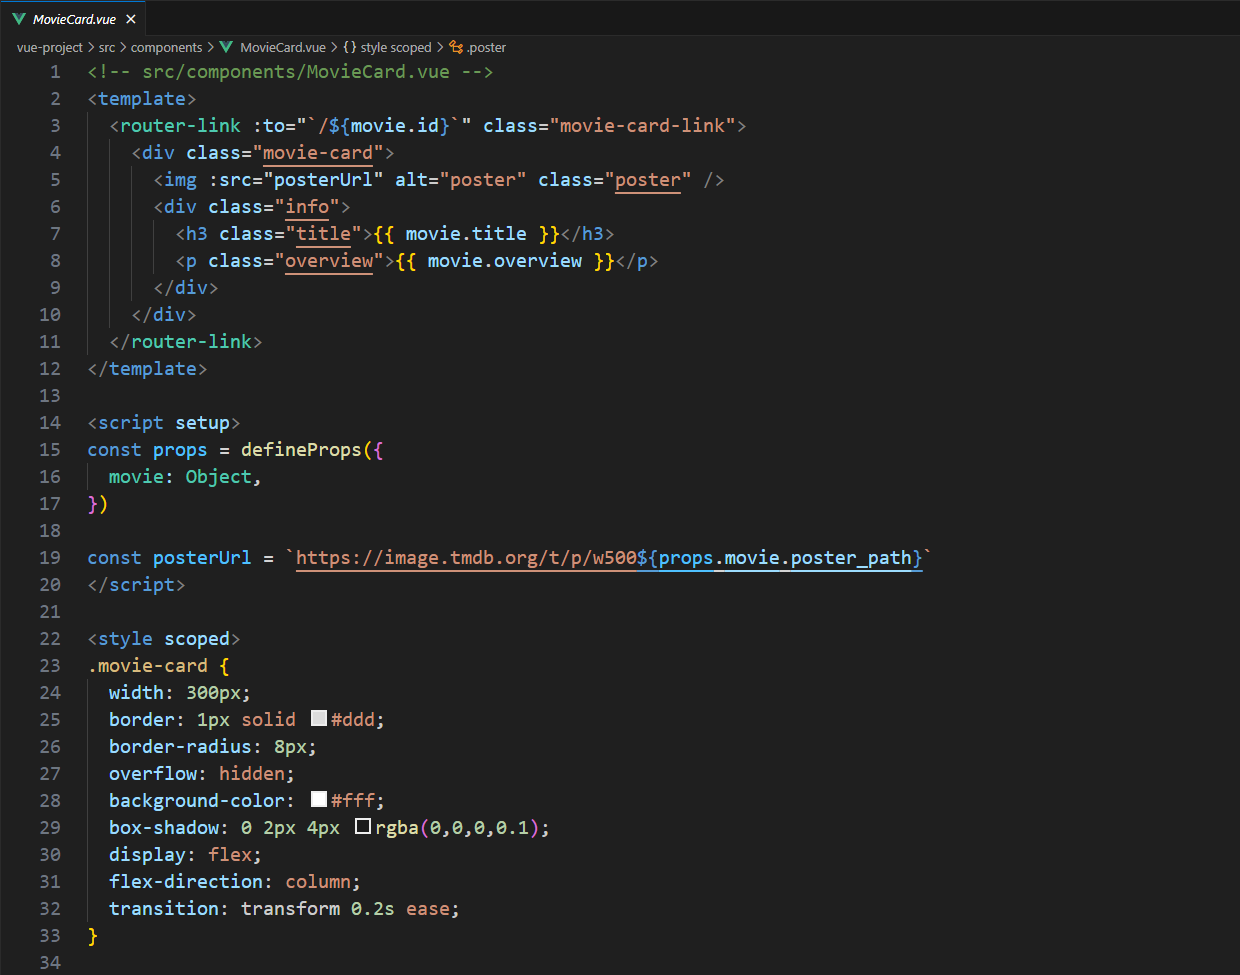 MovieCard.vue ×
vue-project > src > components > MovieCard.vue > {} style scoped > .poster
1 <!-- src/components/MovieCard.vue -->
2 <template>
3   <router-link :to="`/${movie.id}`" class="movie-card-link">
4     <div class="movie-card">
5       <img :src="posterUrl" alt="poster" class="poster" />
6       <div class="info">
7         <h3 class="title">{{ movie.title }}</h3>
8         <p class="overview">{{ movie.overview }}</p>
9       </div>
10     </div>
11   </router-link>
12 </template>
13
14 <script setup>
15 const props = defineProps({
16   movie: Object,
17 })
18
19 const posterUrl = `https://image.tmdb.org/t/p/w500${props.movie.poster_path}`
20 </script>
21
22 <style scoped>
23 .movie-card {
24   width: 300px;
25   border: 1px solid #ddd;
26   border-radius: 8px;
27   overflow: hidden;
28   background-color: #fff;
29   box-shadow: 0 2px 4px rgba(0,0,0,0.1);
30   display: flex;
31   flex-direction: column;
32   transition: transform 0.2s ease;
33 }
34